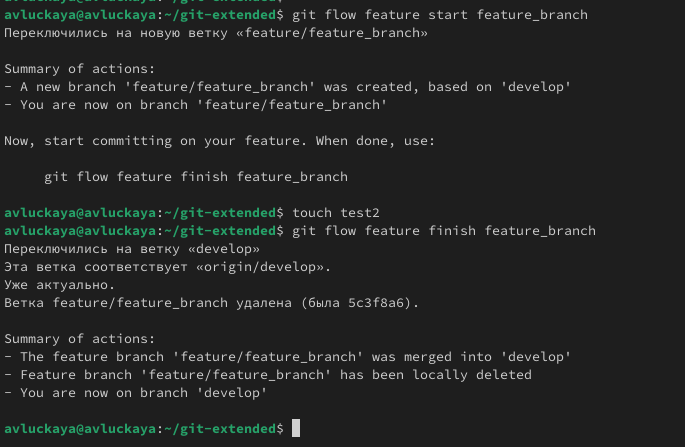 avluckaya@avluckaya:~/git-extended$ git flow feature start feature_branch
Переключились на новую ветку «feature/feature_branch»
Summary of actions:
- A new branch 'feature/feature_branch' was created, based on 'develop'
- You are now on branch 'feature/feature_branch'
Now, start committing on your feature. When done, use:
git flow feature finish feature_branch
avluckaya@avluckaya:~/git-extended$ touch test2
avluckaya@avluckaya:~/git-extended$ git flow feature finish feature_branch
Переключились на ветку «develop»
Эта ветка соответствует «origin/develop».
Уже актуально.
Ветка feature/feature_branch удалена (была 5c3f8a6).
Summary of actions:
- The feature branch 'feature/feature_branch' was merged into 'develop'
- Feature branch 'feature/feature_branch' has been locally deleted
- You are now on branch 'develop'
avluckaya@avluckaya:~/git-extended$